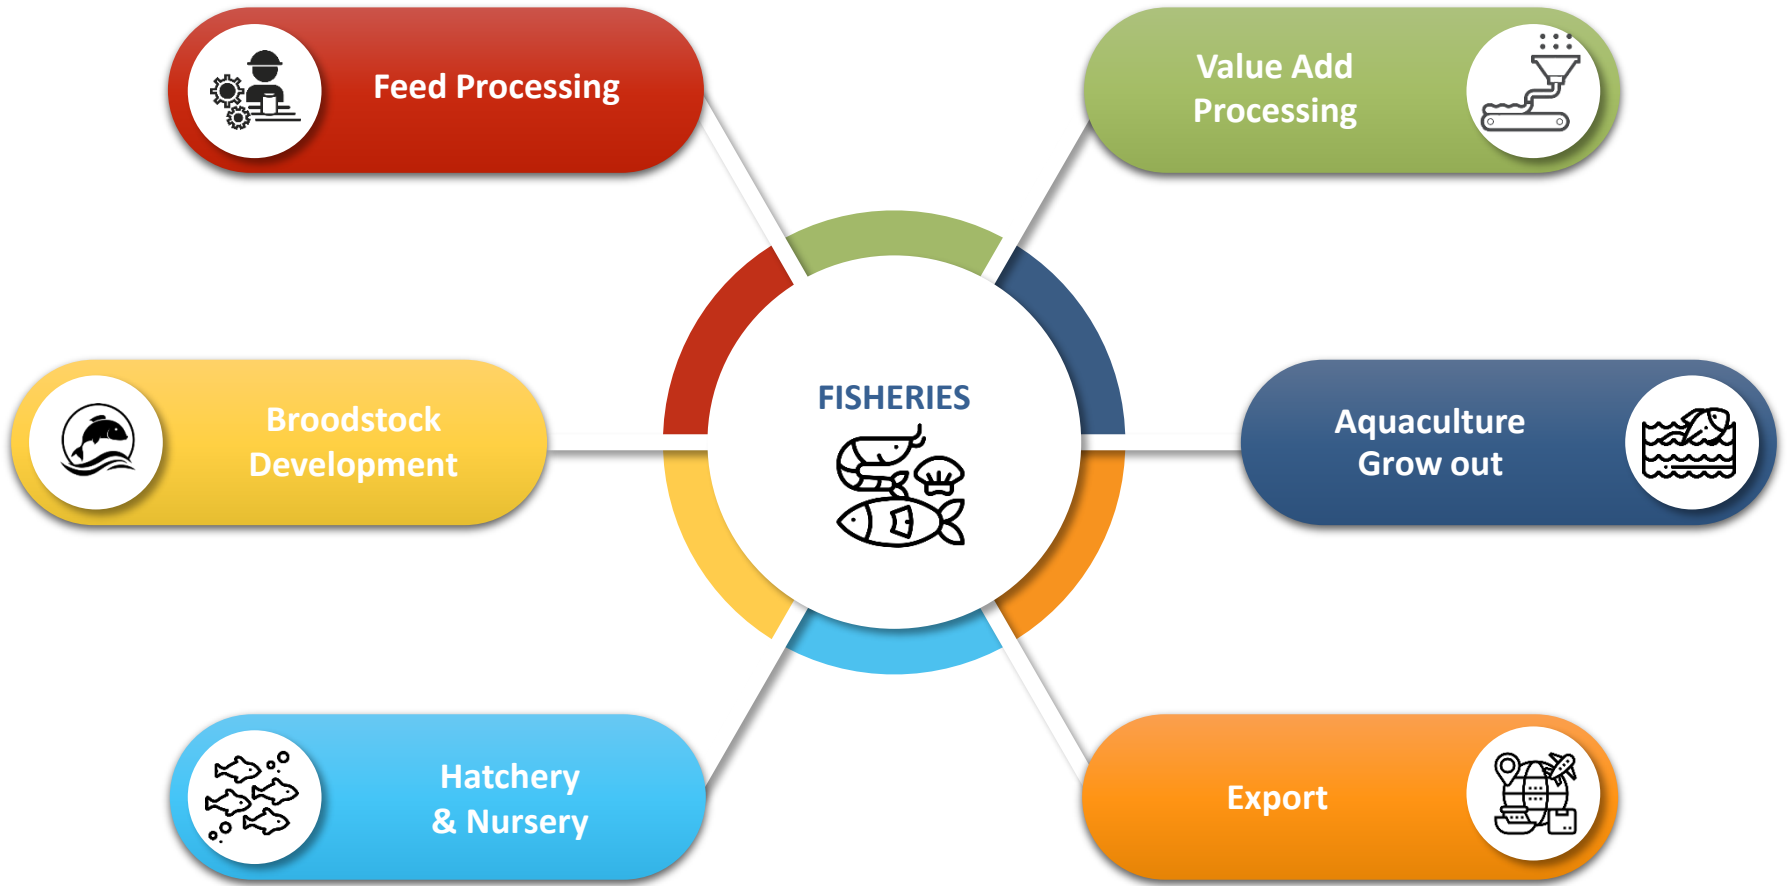 Feed Processing
Value Add
Processing
FISHERIES
Broodstock
Development
Aquaculture
Grow out
Hatchery
& Nursery
Export